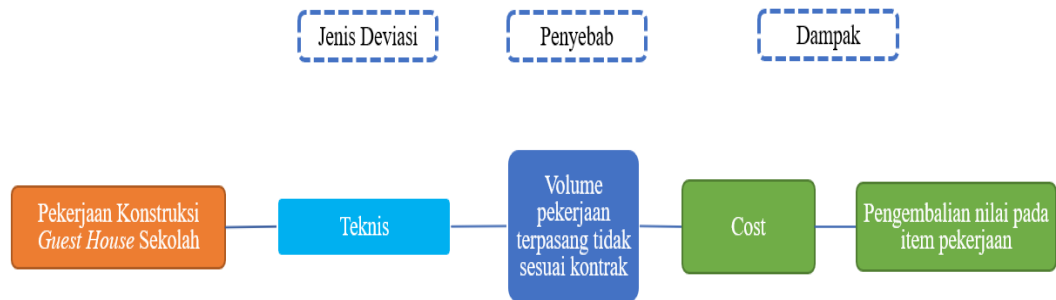 Jenis Deviasi
Penyebab
Dampak
Pekerjaan Konstruksi
Guest House Sekolah
Teknis
Volume
pekerjaan
terpasang tidak
sesuai kontrak
Cost
Pengembalian nilai pada
item pekerjaan